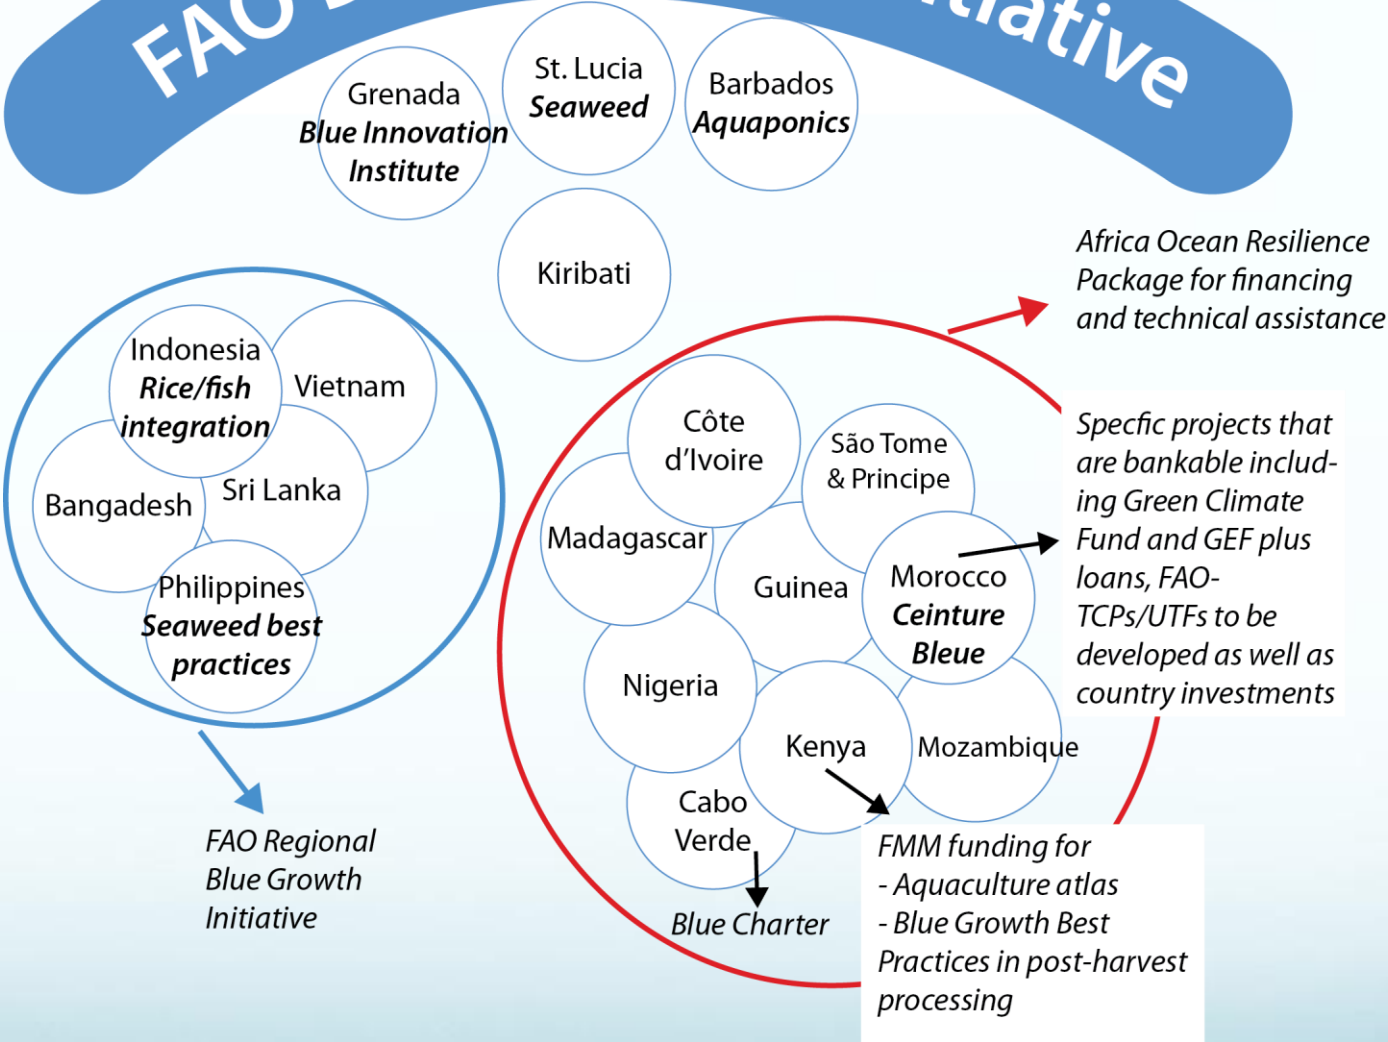 FAO
itiative
Grenada
Blue Innovation
Institute
St. Lucia
Seaweed
Barbados
Aquaponics
Kiribati
Africa Ocean Resilience
Package for financing
and technical assistance
Indonesia
Rice/fish
integration
Vietnam
Bangadesh
Sri Lanka
Philippines
Seaweed best
practices
FAO Regional
Blue Growth
Initiative
Côte
d'Ivoire
São Tome
& Principe
Madagascar
Guinea
Morocco
Ceinture
Bleue
Specfic projects that
are bankable includ-
ing Green Climate
Fund and GEF plus
loans, FAO-
TCPs/UTFs to be
developed as well as
country investments
Nigeria
Kenya
Mozambique
Cabo
Verde
Blue Charter
FMM funding for
- Aquaculture atlas
- Blue Growth Best
Practices in post-harvest
processing